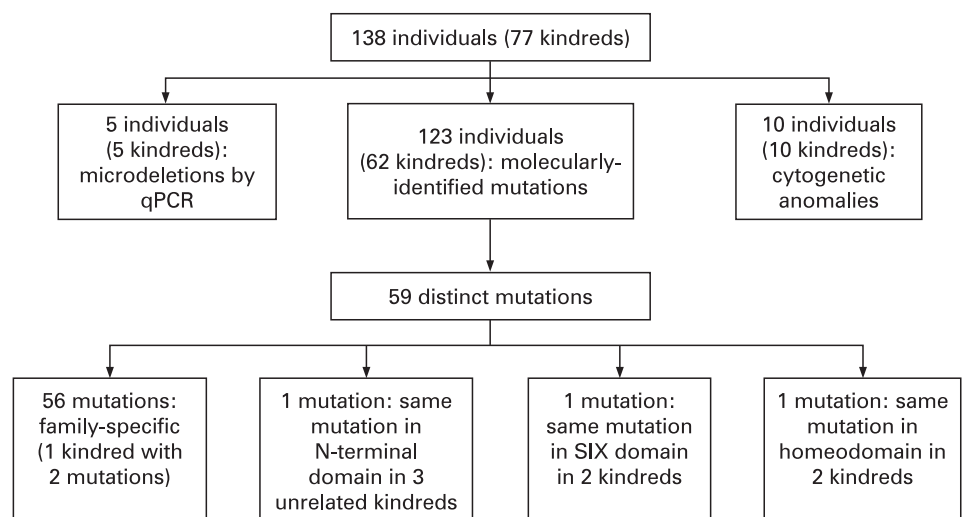 138 individuals (77 kindreds)
5 individuals
(5 kindreds):
microdeletions by
qPCR
123 individuals
(62 kindreds): molecularly-
identified mutations
10 individuals
(10 kindreds):
cytogenetic
anomalies
59 distinct mutations
56 mutations:
family-specific
(1 kindred with
2 mutations)
1 mutation: same
mutation in
N-terminal
domain in 3
unrelated kindreds
1 mutation:
same mutation
in SIX domain
in 2 kindreds
1 mutation: same
mutation in
homeodomain in
2 kindreds